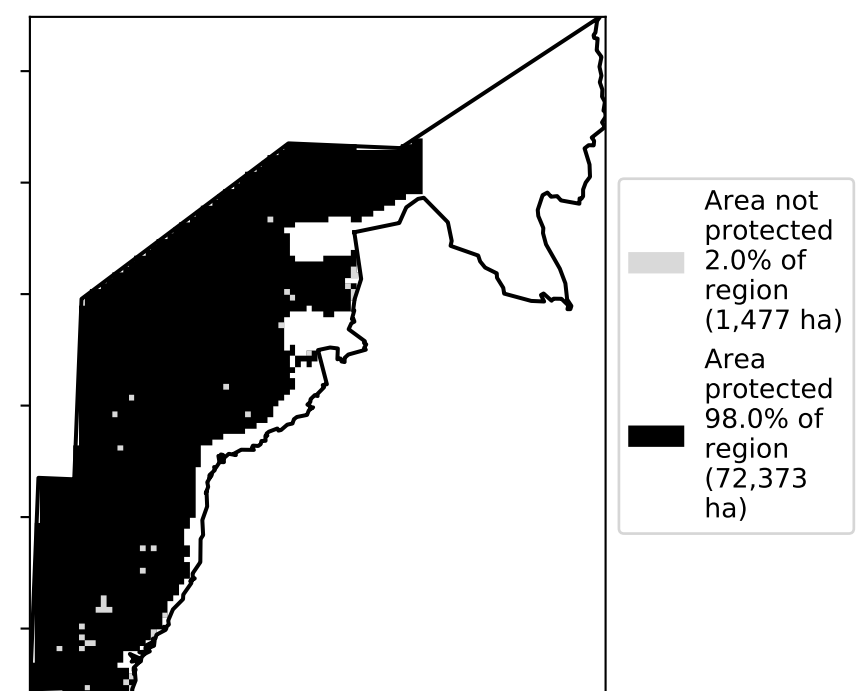 Area not
protected
2.0% of
region
(1,477 ha)
Area
protected
98.0% of
region
(72,373
ha)